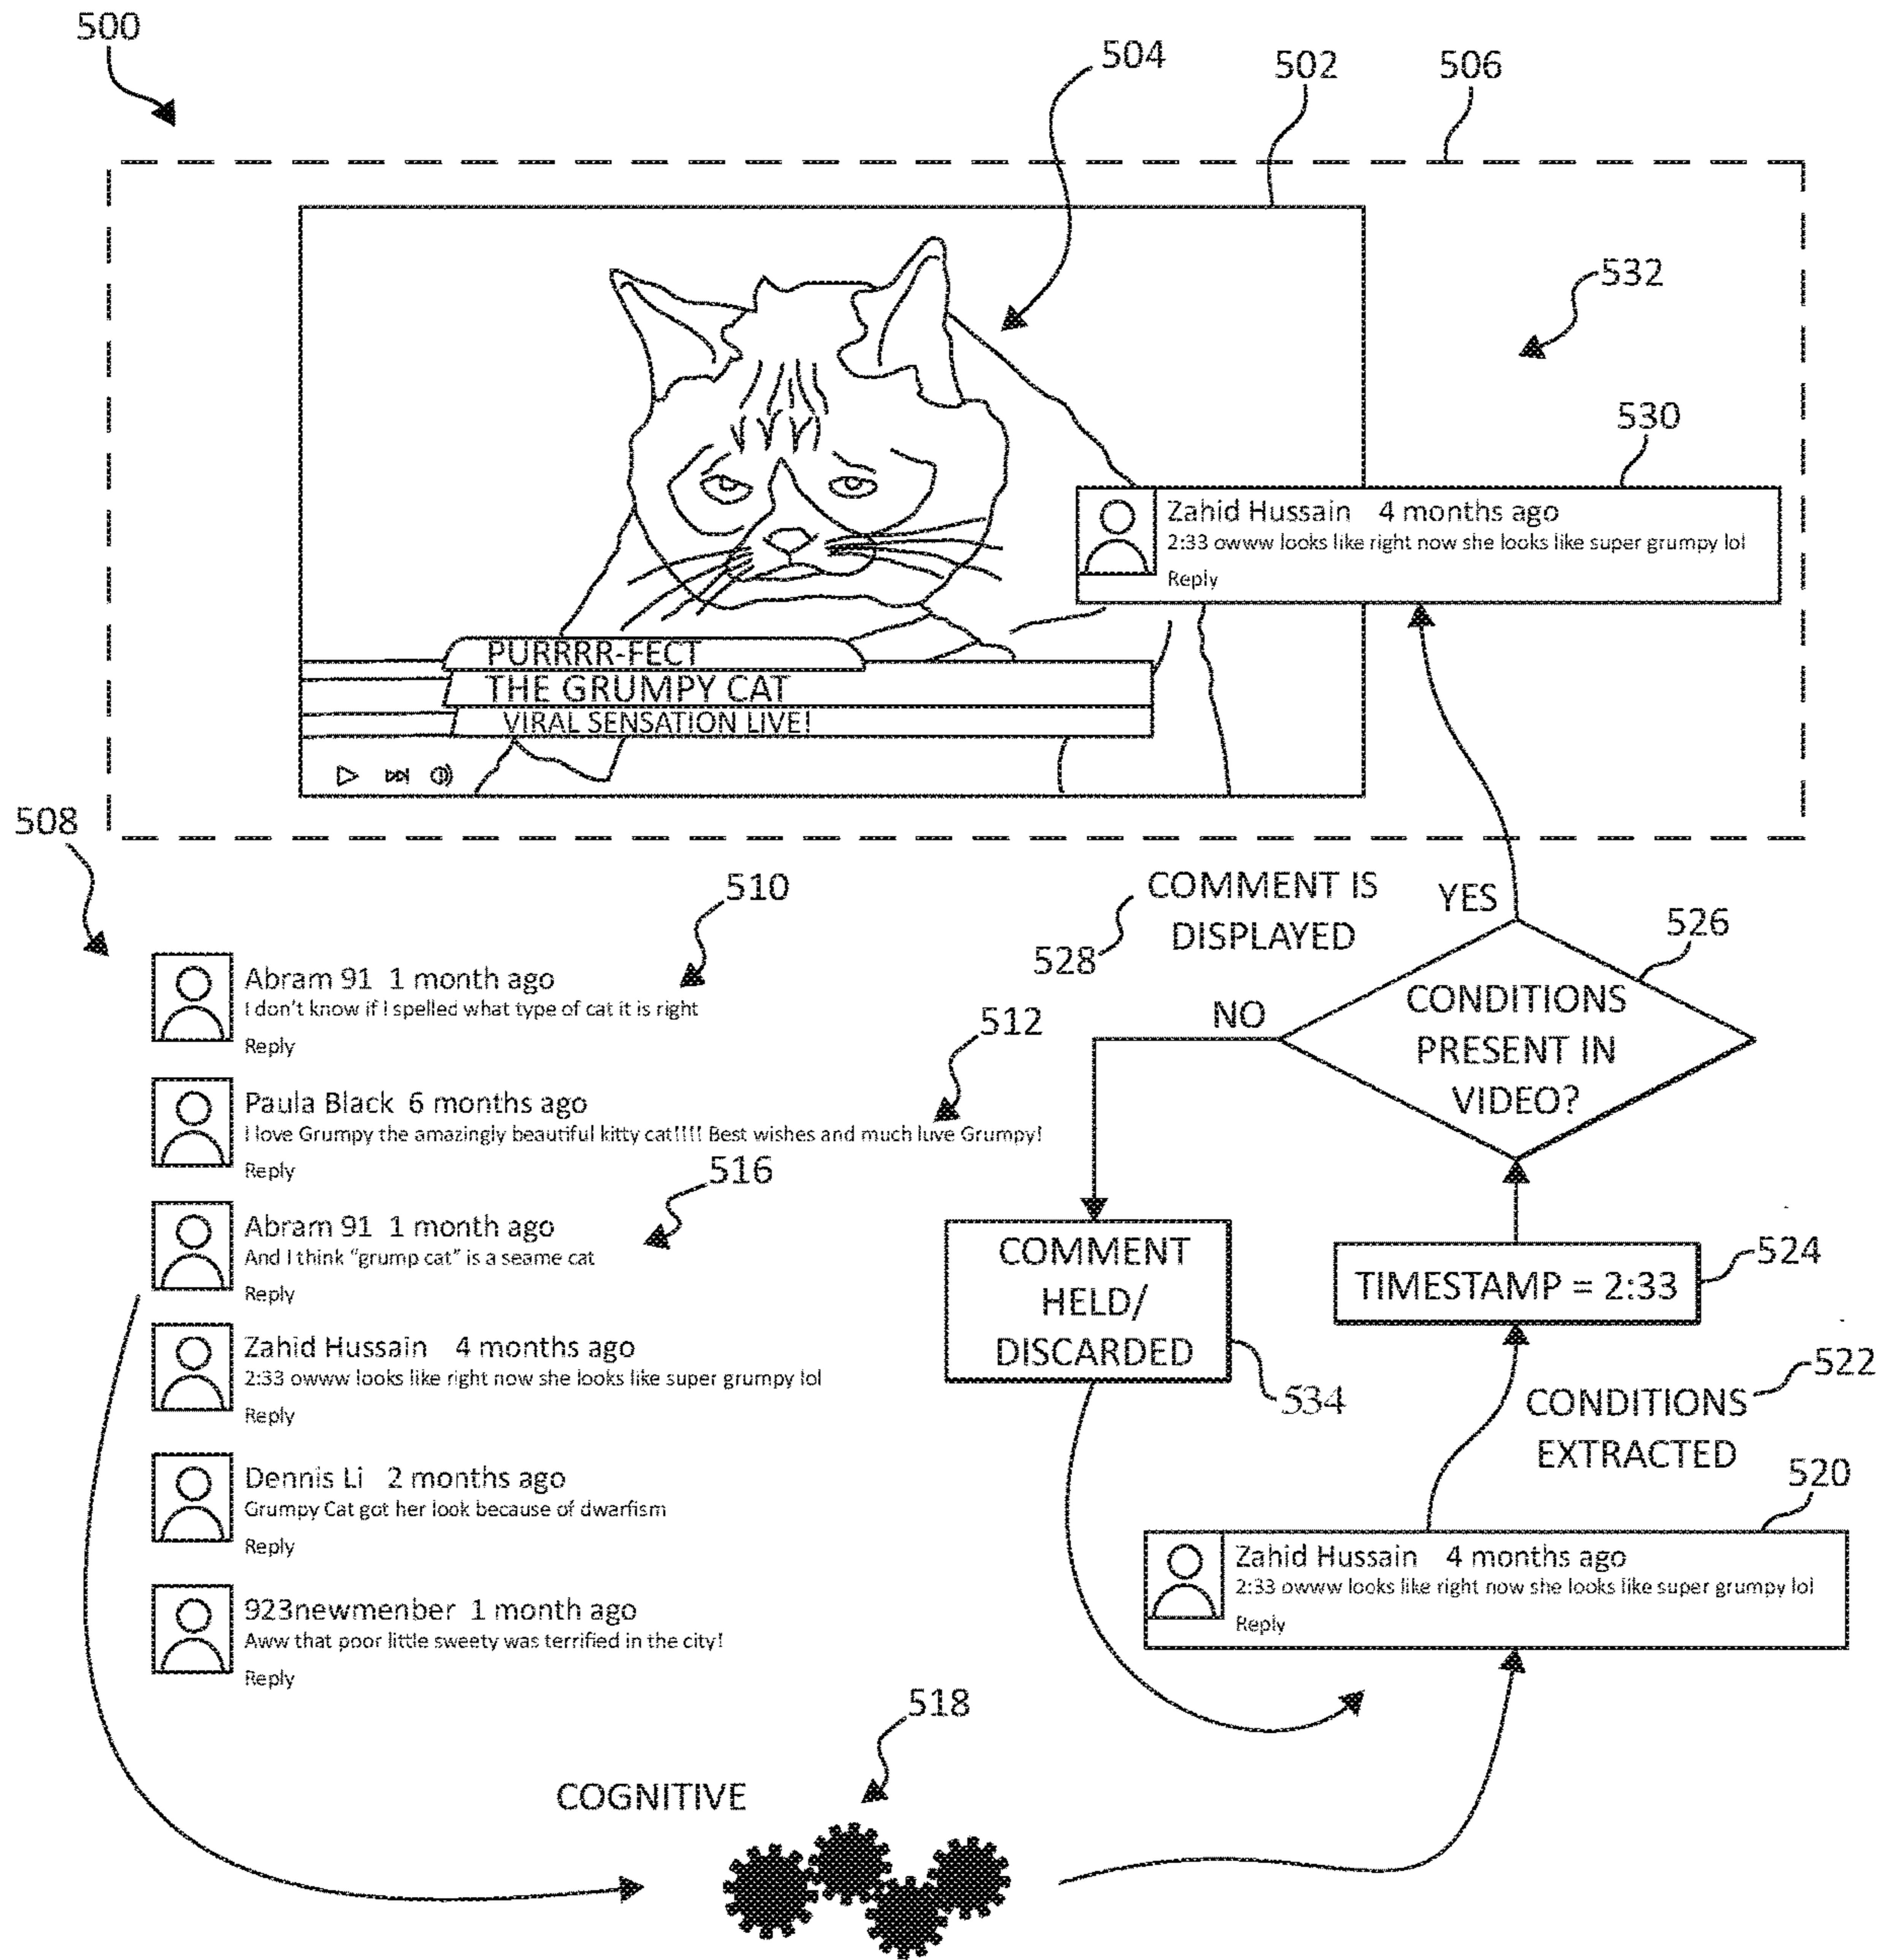 500
504
502
506
532
530
Zahid Hussain 4 months ago
2:33 owww looks like right now she looks like super grumpy lol
Reply
PURRRR-FECT
THE GRUMPY CAT
VIRAL SENSATION LIVE!
508
510
Abram 91 1 month ago
I don't know if I spelled what type of cat it is right
Reply
512
Paula Black 6 months ago
I love Grumpy the amazingly beautiful kitty cat!!!! Best wishes and much luve Grumpy!
Reply
516
Abram 91 1 month ago
And I think "grump cat" is a seame cat
Reply
Zahid Hussain 4 months ago
2:33 owww looks like right now she looks like super grumpy lol
Reply
Dennis Li 2 months ago
Grumpy Cat got her look because of dwarfism
Reply
923newmenber 1 month ago
Aww that poor little sweety was terrified in the city!
Reply
COMMENT IS
DISPLAYED
528
YES
526
NO
CONDITIONS
PRESENT IN
VIDEO?
COMMENT
HELD/
DISCARDED
534
TIMESTAMP = 2:33
524
522
CONDITIONS
EXTRACTED
520
Zahid Hussain 4 months ago
2:33 owww looks like right now she looks like super grumpy lol
Reply
518
COGNITIVE